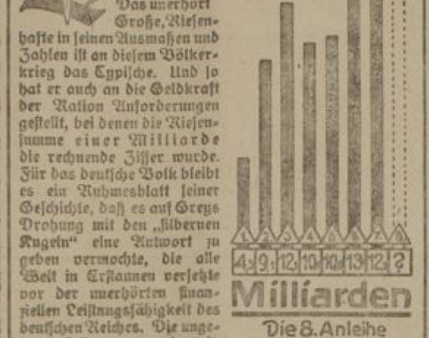 Das unerhört
Große, Riesen-
hafte in seinen Ausmaßen und
Zahlen ist an diesem Völker-
krieg das Typische. Und so
hat er auch an die Geldkraft
der Nation Anforderungen
gestellt, bei denen die Riesen-
summe einer Milliarde
die rechnende Ziffer wurde.
Für das deutsche Volk bleibt
es ein Ruhmesblatt seiner
Geschichte, daß es auf Greys
Drohung mit den „silbernen
Kugeln“ eine Antwort zu
geben vermochte, die alle
Welt in Erstaunen versetzte
vor der unerhörten finan-
ziellen Leistungsfähigkeit des
deutschen Reiches. Die unge-
4, 9, 12, 10, 10, 13, 12, ?
Milliarden
Die 8. Anleihe